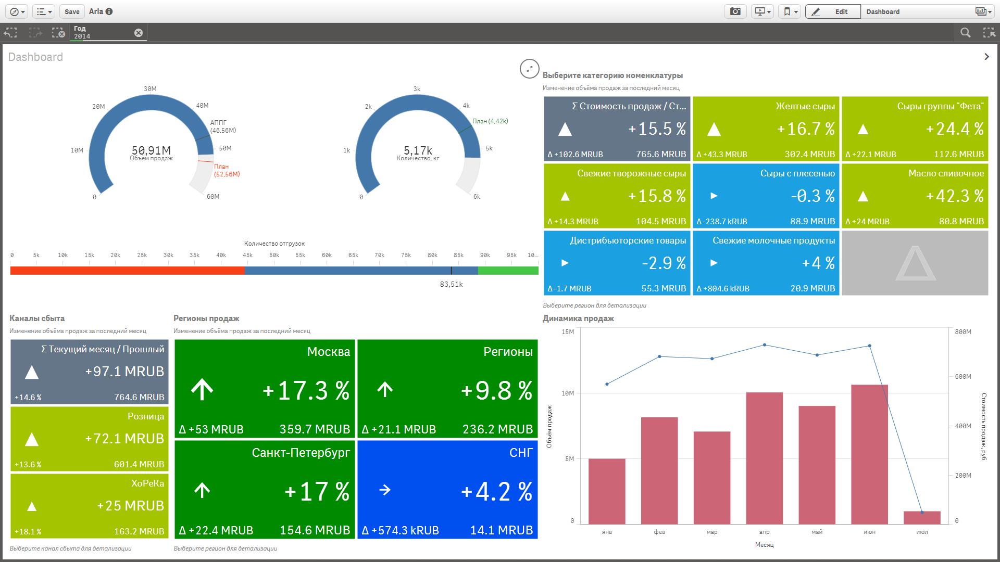 Save
Arla
Edit
Dashboard
Год
2014
Dashboard
0
10M
20M
30M
40M
50M
60M
АППГ
(46,56M)
План
(52,56M)
50,91M
Объём продаж
0
1k
2k
3k
4k
5k
6k
План (4,42k)
5,17k
Количество, кг
Количество отгрузок
0 5k 10k 15k 20k 25k 30k 35k 40k 45k 50k 55k 60k 65k 70k 75k 80k 85k 90k 95k 10...
83,51k
Выберите категорию номенклатуры
Изменение объёма продаж за последний месяц
Σ Стоимость продаж / Ст...
+15.5 %
Δ +102.6 MRUB 765.6 MRUB
Желтые сыры
+16.7 %
Δ +43.3 MRUB 302.4 MRUB
Сыры группы "Фета"
+24.4 %
Δ +22.1 MRUB 112.6 MRUB
Свежие творожные сыры
+15.8 %
Δ +14.3 MRUB 104.5 MRUB
Сыры с плесенью
-0.3 %
Δ -238.7 kRUB 88.9 MRUB
Масло сливочное
+42.3 %
Δ +24 MRUB 80.8 MRUB
Дистрибьюторские товары
-2.9 %
Δ -1.7 MRUB 55.3 MRUB
Свежие молочные продукты
+4 %
Δ +804.6 kRUB 20.9 MRUB
Δ
Выберите регион для детализации
Каналы сбыта
Изменение объёма продаж за последний месяц
Σ Текущий месяц / Прошлый
+97.1 MRUB
+14.6 % 764.6 MRUB
Розница
+72.1 MRUB
+13.6 % 601.4 MRUB
ХоРеКа
+25 MRUB
+18.1 % 163.2 MRUB
Выберите канал сбыта для детализации
Регионы продаж
Изменение объёма продаж за последний месяц
Москва
+17.3 %
Δ +53 MRUB 359.7 MRUB
Регионы
+9.8 %
Δ +21.1 MRUB 236.2 MRUB
Санкт-Петербург
+17 %
Δ +22.4 MRUB 154.6 MRUB
СНГ
+4.2 %
Δ +574.3 kRUB 14.1 MRUB
Выберите регион для детализации
Динамика продаж
15M
10M
5M
0
Объём продаж
800M
600M
400M
200M
0
Стоимость продаж, руб
янв фев мар апр май июн июл
Месяц